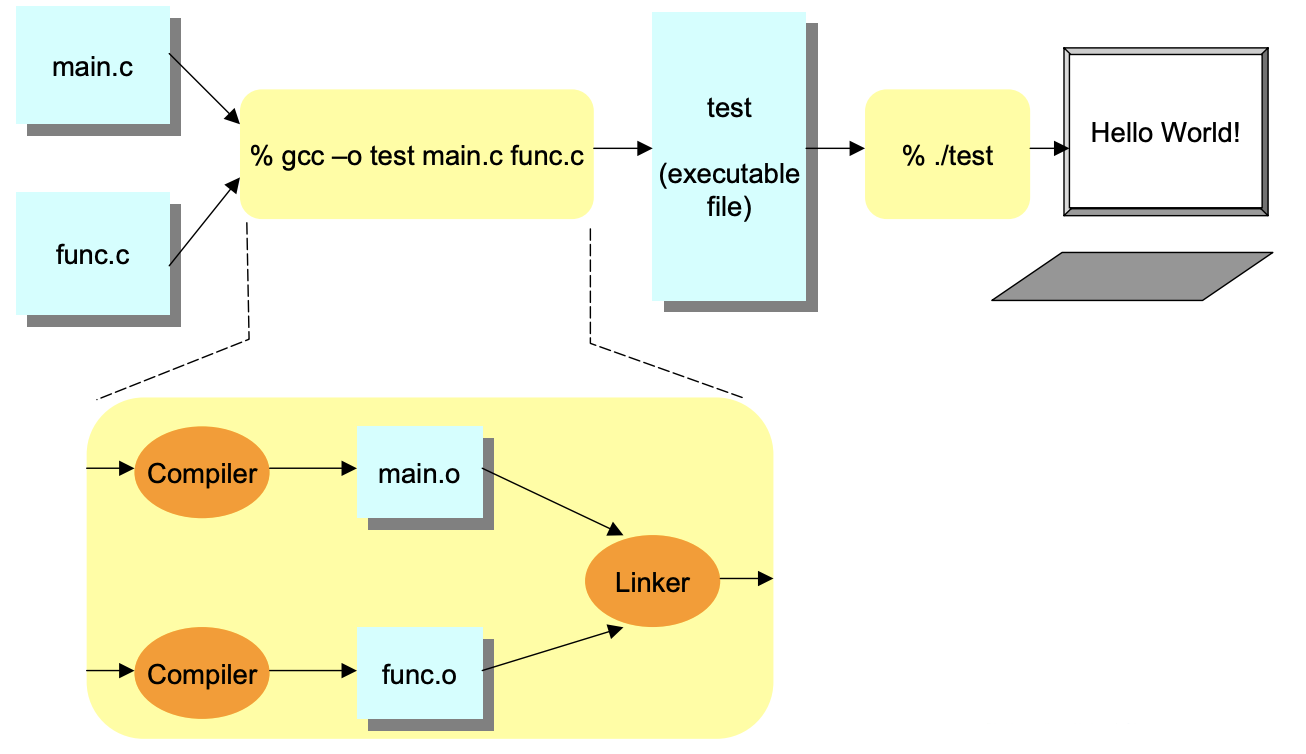 main.c
func.c
% gcc –o test main.c func.c
test
(executable
file)
% ./test
Hello World!
Compiler
main.o
Linker
Compiler
func.o